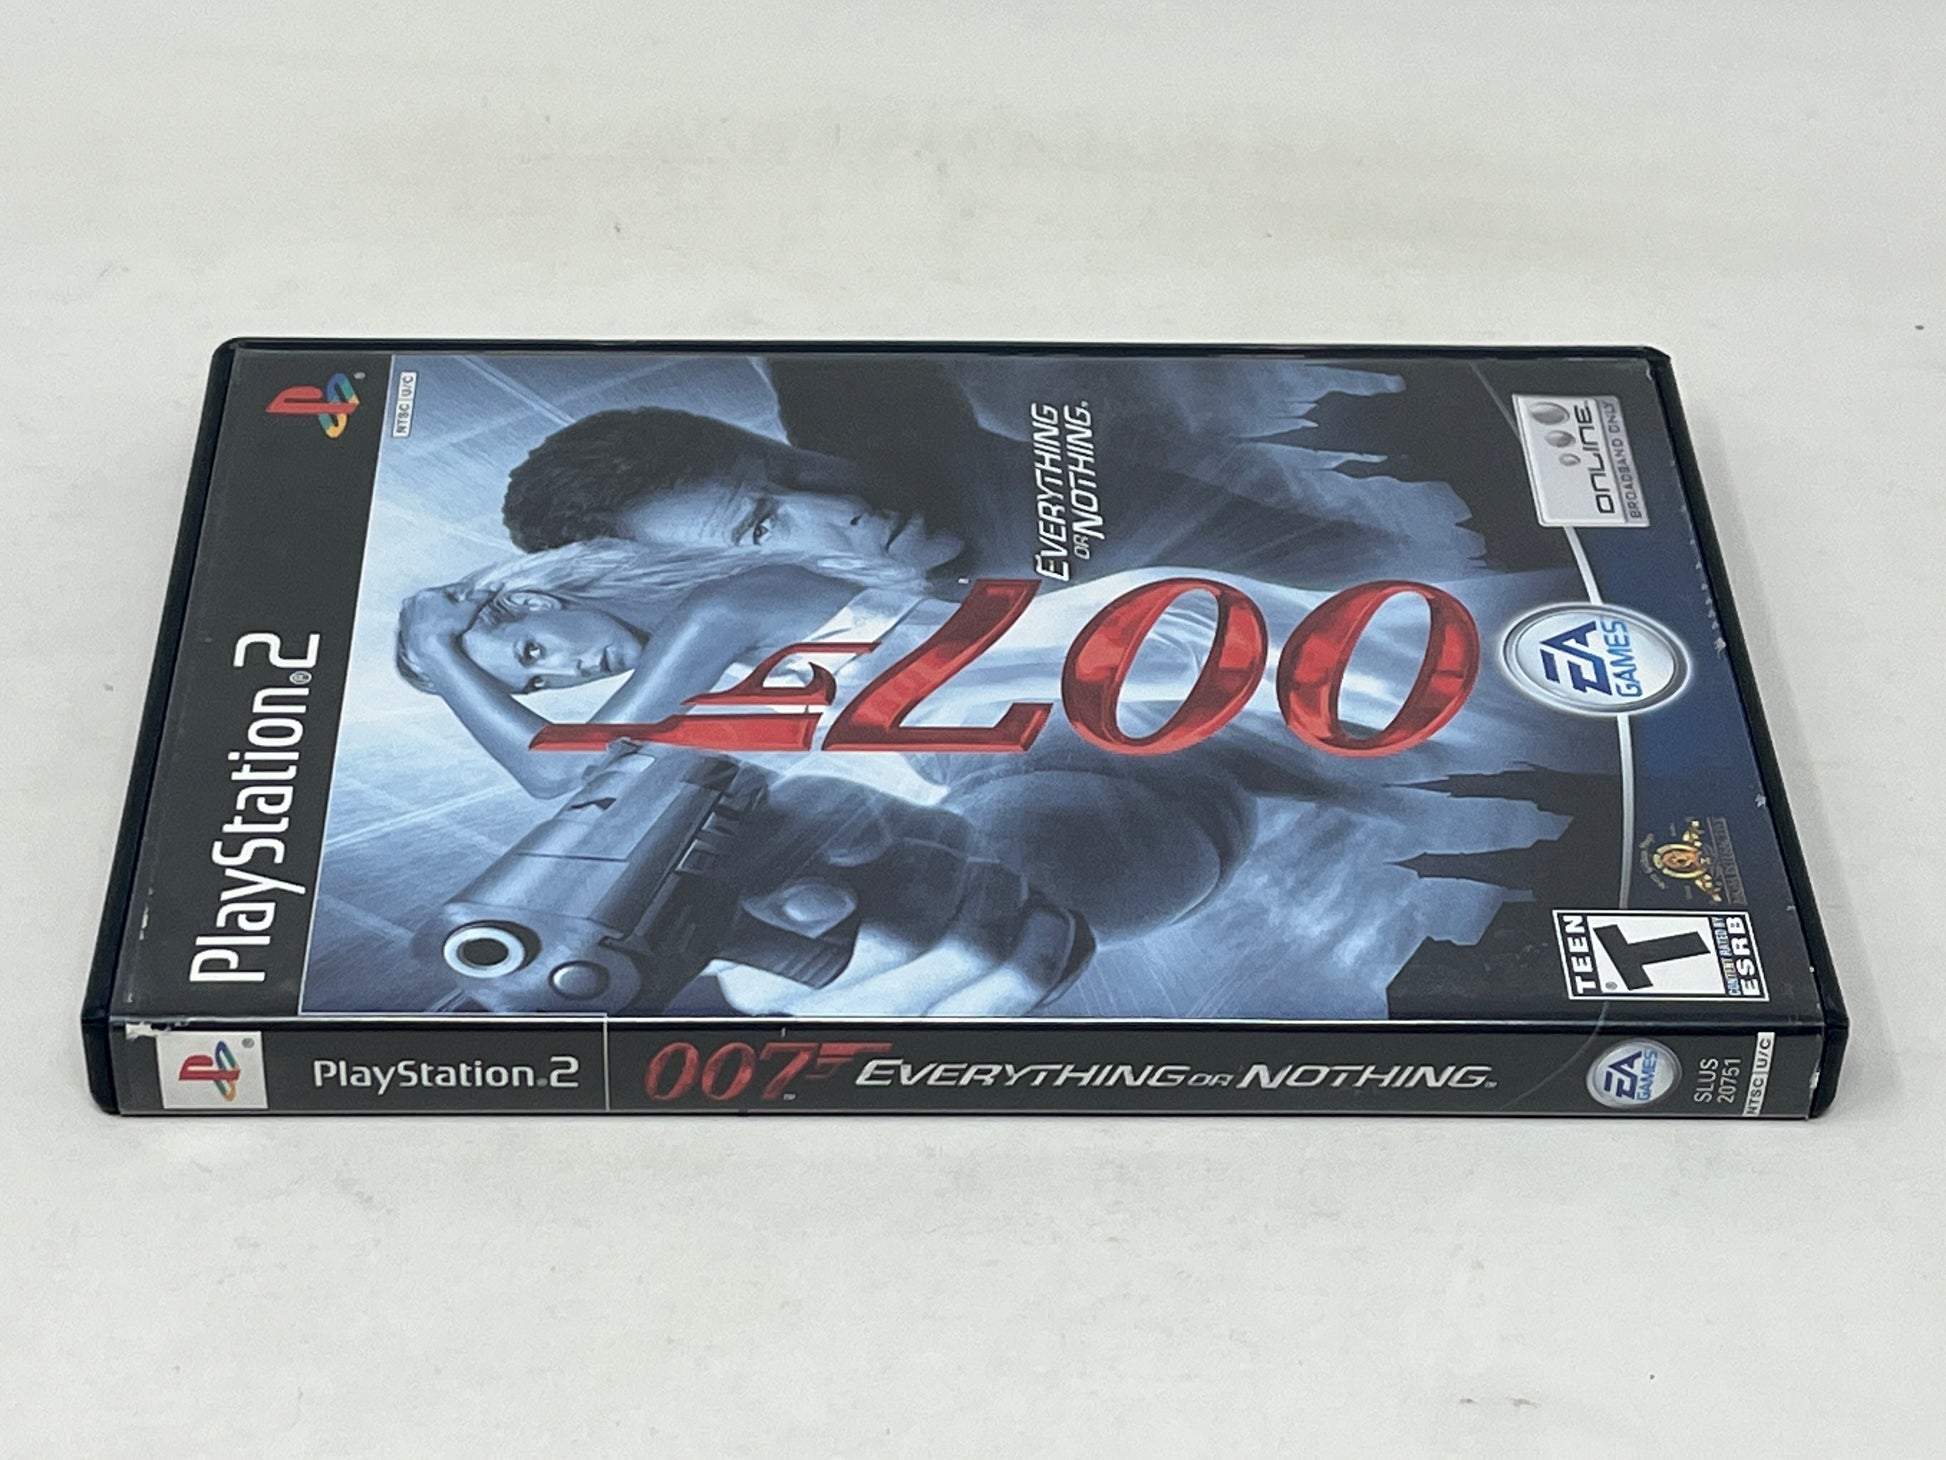 PlayStation®2
NTSC U/C
007
EVERYTHING
OR NOTHING.
ONLINE
BROADBAND ONLY
EA
GAMES
TEEN
T
CONTENT RATED BY
ESRB
PlayStation®2
007 EVERYTHING OR NOTHING
EA
GAMES
SLUS
20751
NTSC U/C